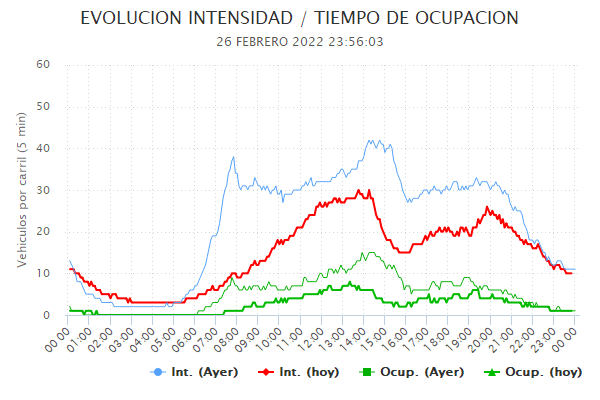 EVOLUCION INTENSIDAD / TIEMPO DE OCUPACION
26 FEBRERO 2022 23:56:03
Vehiculos por carril (5 min)
60
50
40
30
20
10
0
00:00 01:00 02:00 03:00 04:00 05:00 06:00 07:00 08:00 09:00 10:00 11:00 12:00 13:00 14:00 15:00 16:00 17:00 18:00 19:00 20:00 21:00 22:00 23:00 00:00
Int. (Ayer) Int. (hoy) Ocup. (Ayer) Ocup. (hoy)